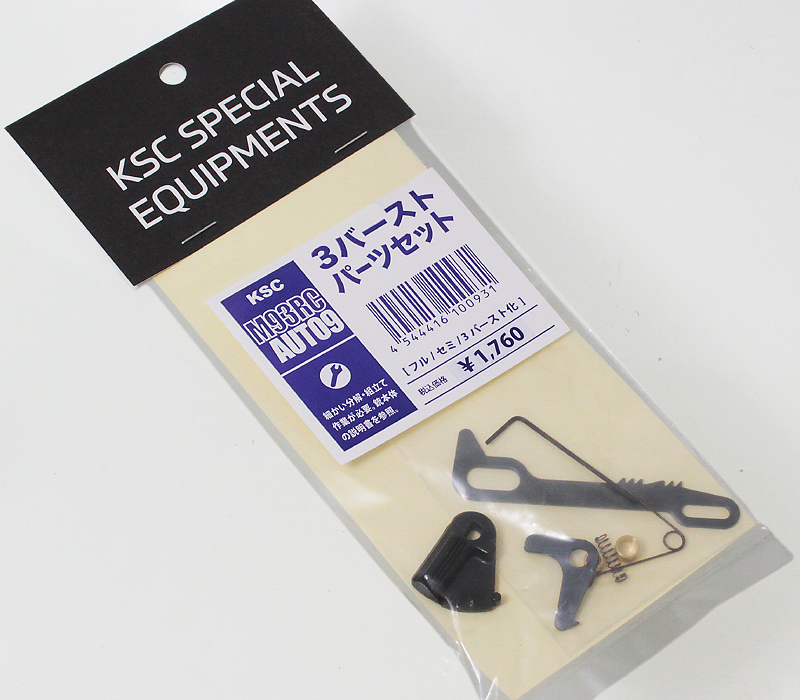 KSC SPECIAL
EQUIPMENTS
3バースト
パーツセット
KSC
M93RC
AUTO9
4 544416 100931
[ フル/セミ/3バースト化 ]
税込価格 ¥1,760
細かい分解・組立て
作業が必要。銃本体
の説明書を参照。